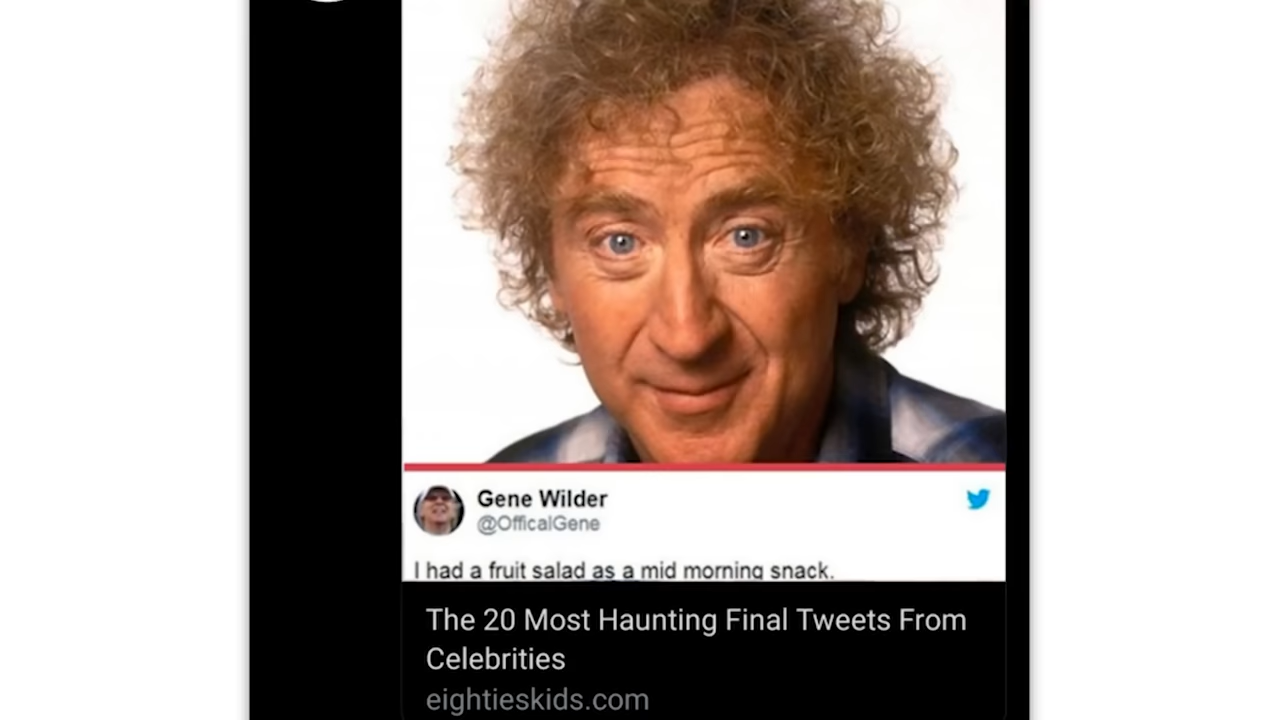 Gene Wilder
@OfficalGene
I had a fruit salad as a mid morning snack.
The 20 Most Haunting Final Tweets From
Celebrities
eightieskids.com